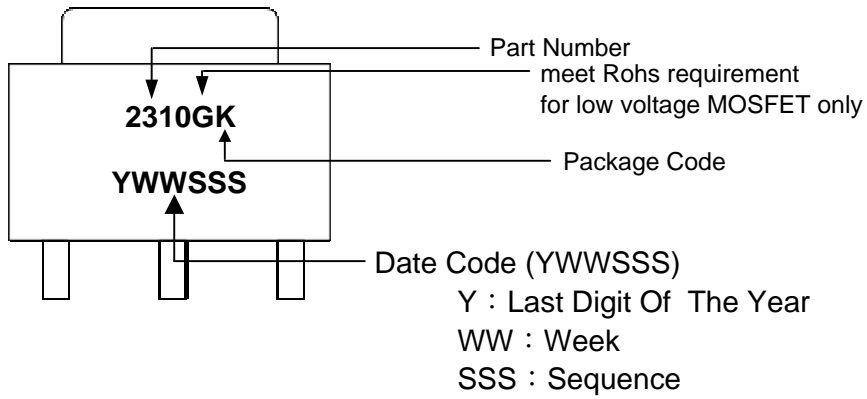 Part Number
meet Rohs requirement
for low voltage MOSFET only
2310GK
Package Code
YWWSSS
Date Code (YWWSSS)
Y：Last Digit Of The Year
WW：Week
SSS：Sequence